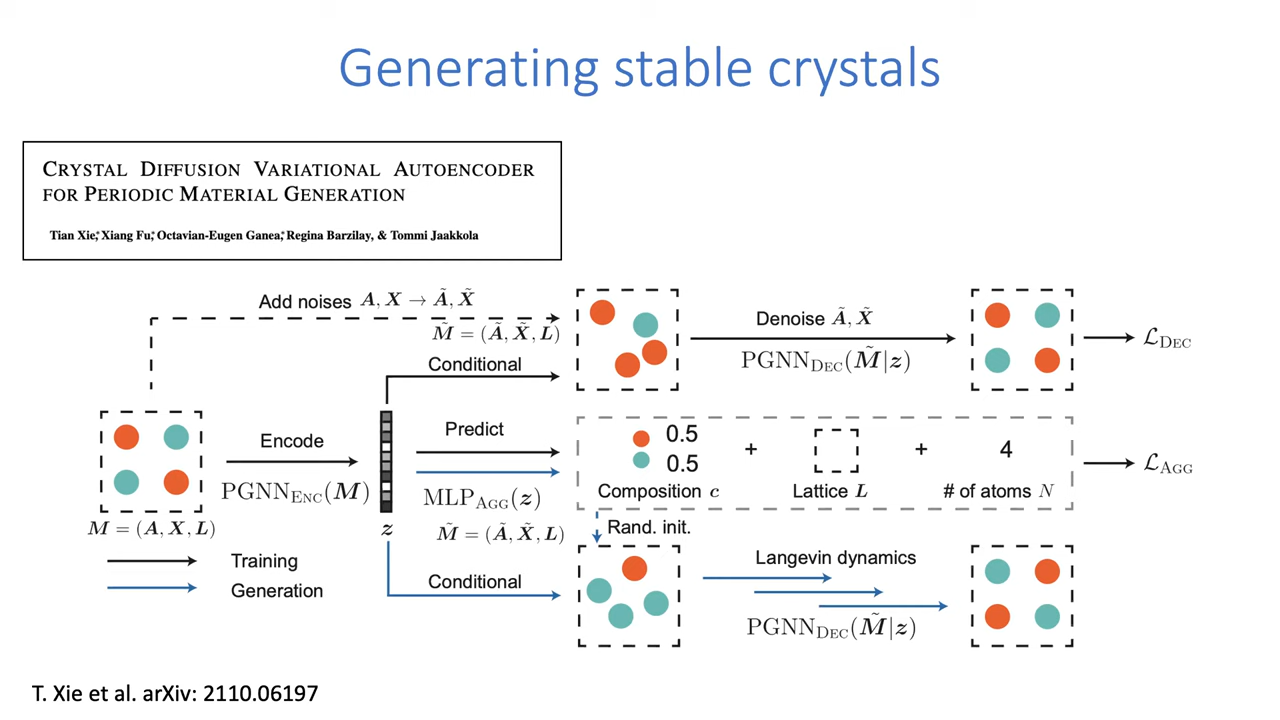 Generating stable crystals
CRYSTAL DIFFUSION VARIATIONAL AUTOENCODER
FOR PERIODIC MATERIAL GENERATION
Tian Xie*, Xiang Fu*, Octavian-Eugen Ganea*, Regina Barzilay, & Tommi Jaakkola
Add noises A, X → Ã, X̃
M̃ = (Ã, X̃, L)
Conditional
Denoise Ã, X̃
PGNN_DEC(M̃|z)
ℒ_DEC
Encode
PGNN_ENC(M)
M = (A, X, L)
z
Predict
MLP_AGG(z)
0.5
0.5
+
+
4
Composition c
Lattice L
# of atoms N
ℒ_AGG
M̃ = (Ã, X̃, L)
Rand. init.
Training
Generation
Conditional
Langevin dynamics
PGNN_DEC(M̃|z)
T. Xie et al. arXiv: 2110.06197